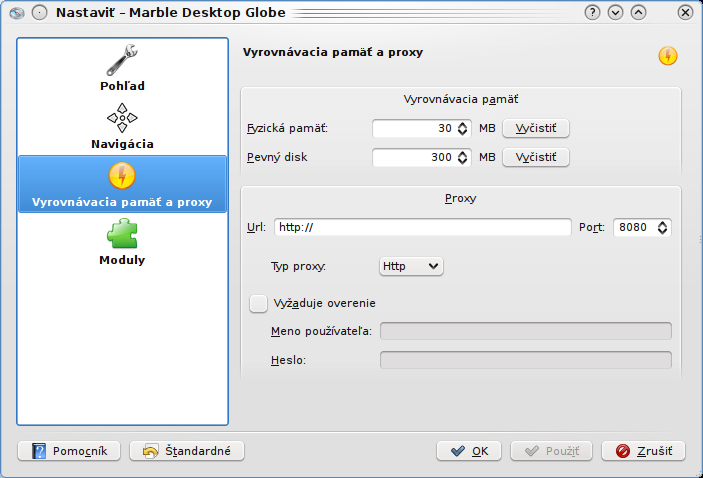 Nastaviť – Marble Desktop Globe
Pohľad
Navigácia
Vyrovnávacia pamäť a proxy
Moduly
Vyrovnávacia pamäť a proxy
Vyrovnávacia pamäť
Fyzická pamäť: 30 MB Vyčistiť
Pevný disk 300 MB Vyčistiť
Proxy
Url: http:// Port: 8080
Typ proxy: Http
Vyžaduje overenie
Meno používateľa:
Heslo:
Pomocník Štandardné OK Použiť Zrušiť